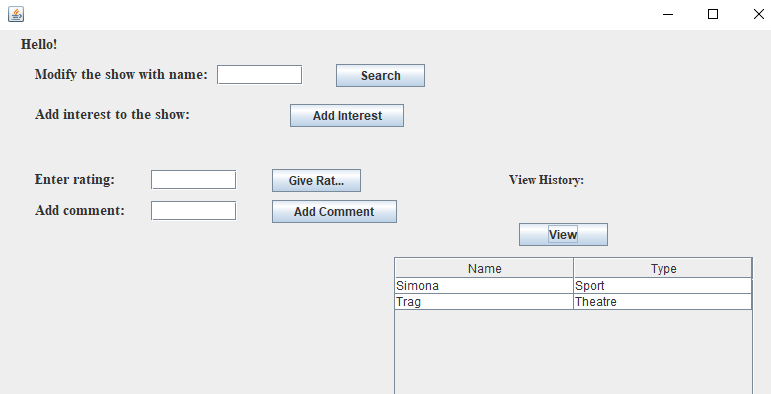 Hello!
Modify the show with name: Search
Add interest to the show: Add Interest
Enter rating: Give Rat... View History:
Add comment: Add Comment
View
Name Type
Simona Sport
Trag Theatre